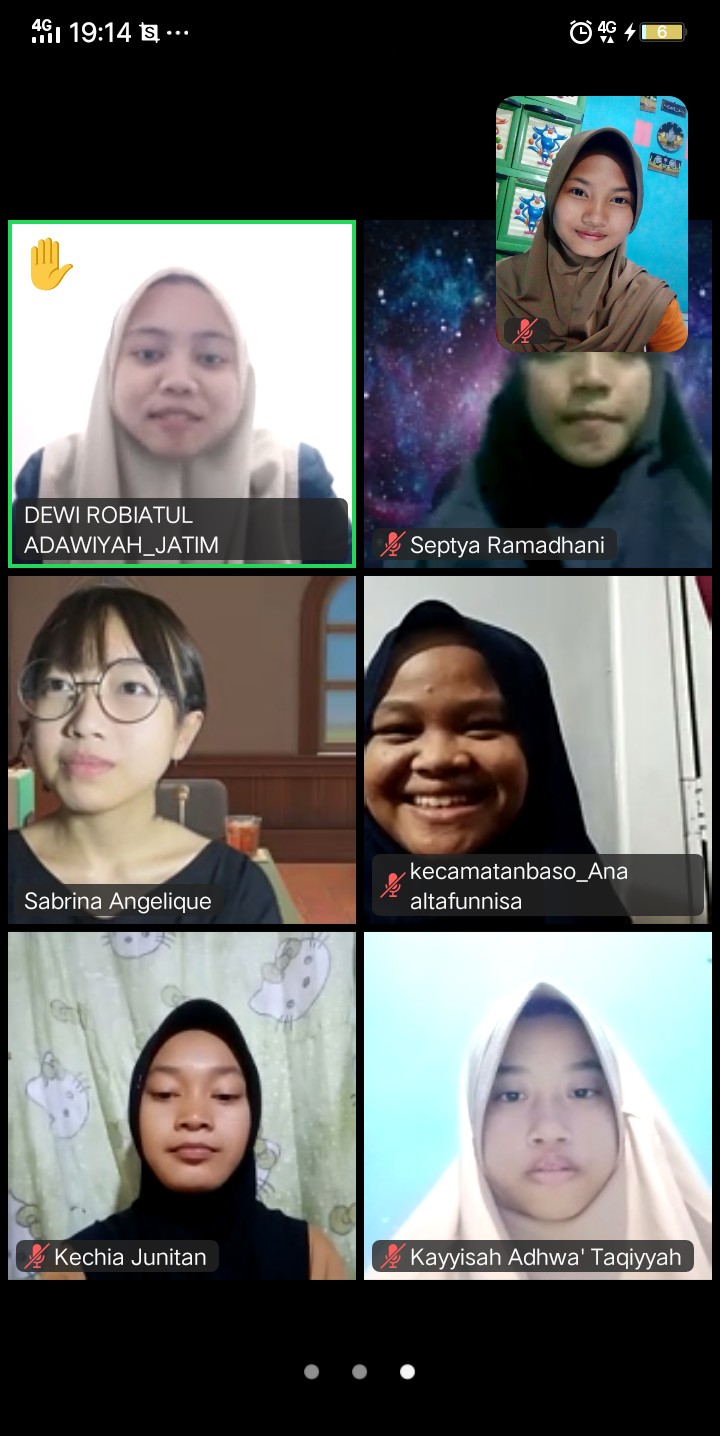 4G 19:14 4G 6
DEWI ROBIATUL
ADAWIYAH_JATIM
Septya Ramadhani
Sabrina Angelique
kecamatanbaso_Ana
altafunnisa
Kechia Junitan
Kayyisah Adhwa' Taqiyyah